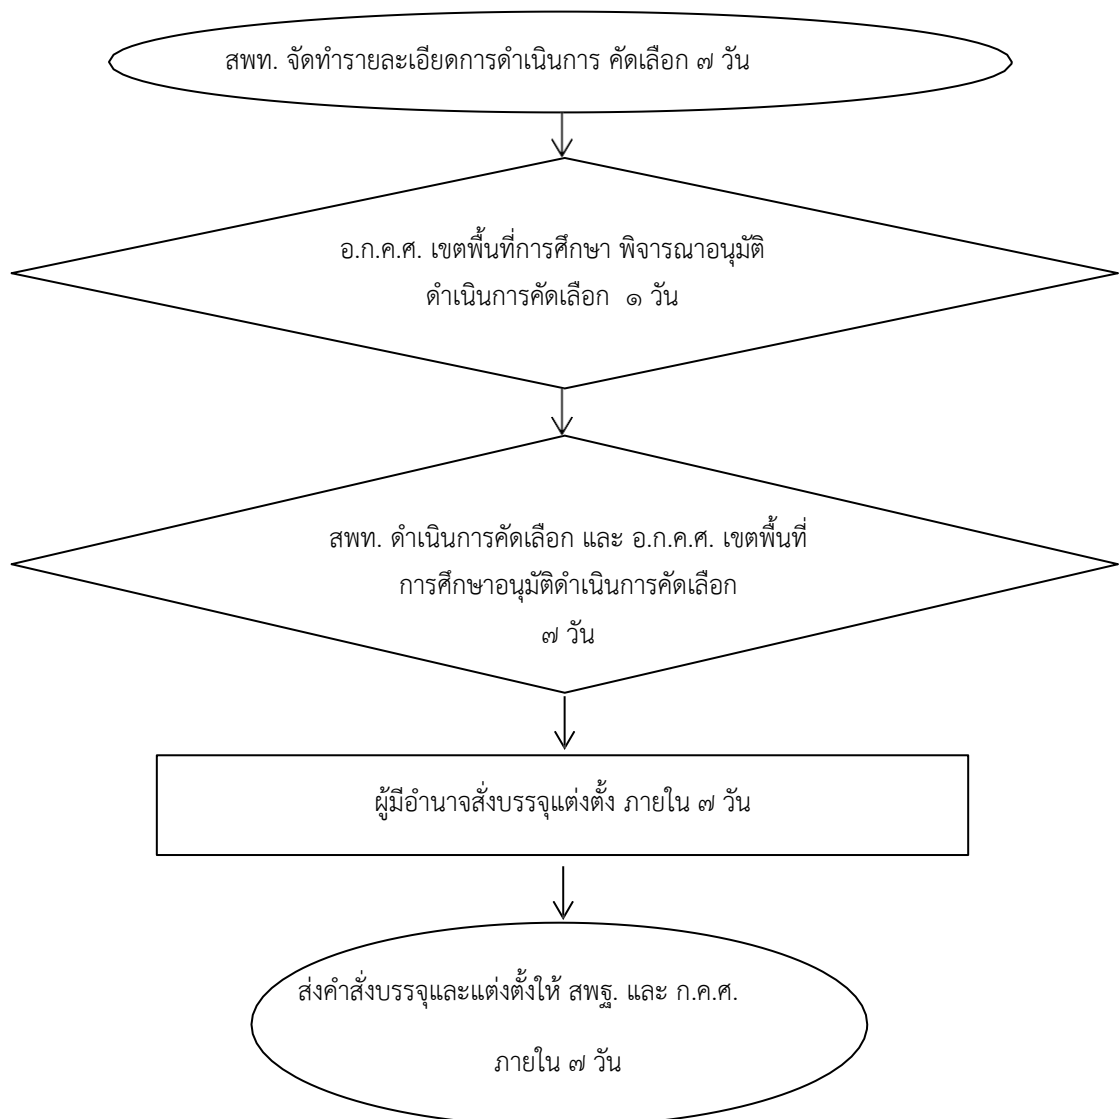 สพท. จัดทำรายละเอียดการดำเนินการ คัดเลือก ๗ วัน
อ.ก.ค.ศ. เขตพื้นที่การศึกษา พิจารณาอนุมัติ
ดำเนินการคัดเลือก ๑ วัน
สพท. ดำเนินการคัดเลือก และ อ.ก.ค.ศ. เขตพื้นที่
การศึกษาอนุมัติดำเนินการคัดเลือก
๗ วัน
ผู้มีอำนาจสั่งบรรจุแต่งตั้ง ภายใน ๗ วัน
ส่งคำสั่งบรรจุและแต่งตั้งให้ สพฐ. และ ก.ค.ศ.
ภายใน ๗ วัน